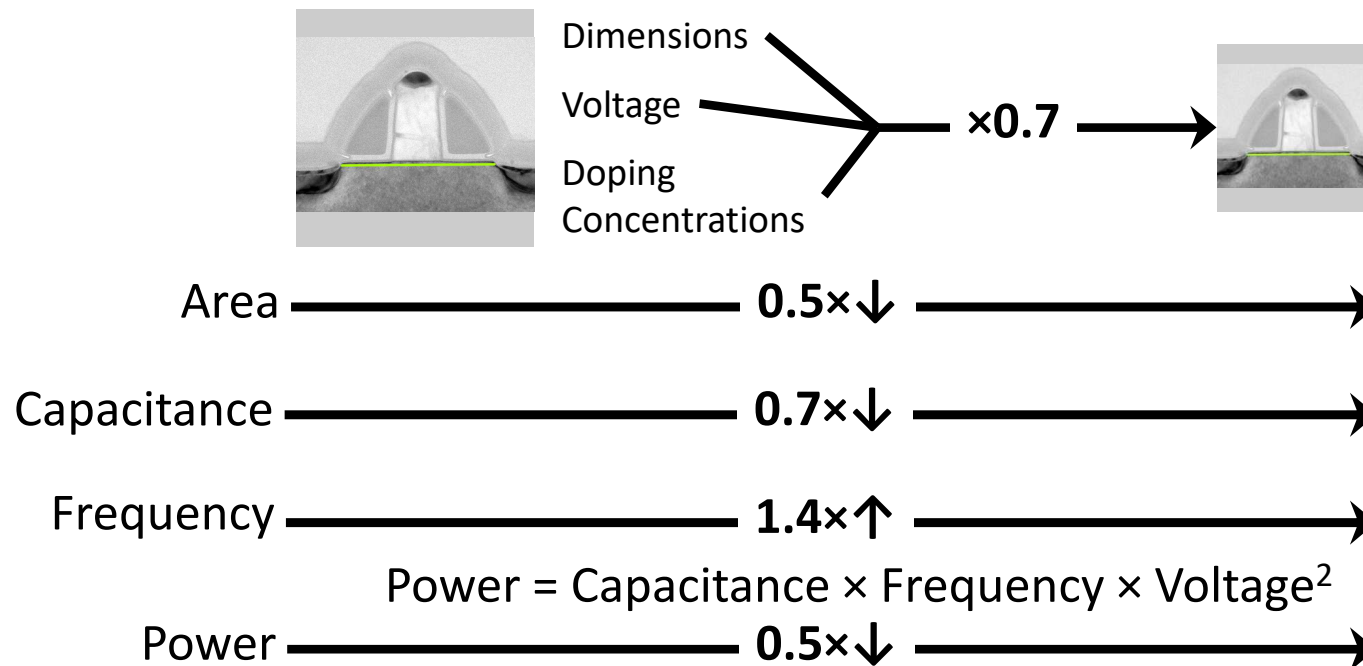 Dimensions
Voltage
Doping
Concentrations
×0.7
Area 0.5×↓
Capacitance 0.7×↓
Frequency 1.4×↑
Power = Capacitance × Frequency × Voltage²
Power 0.5×↓